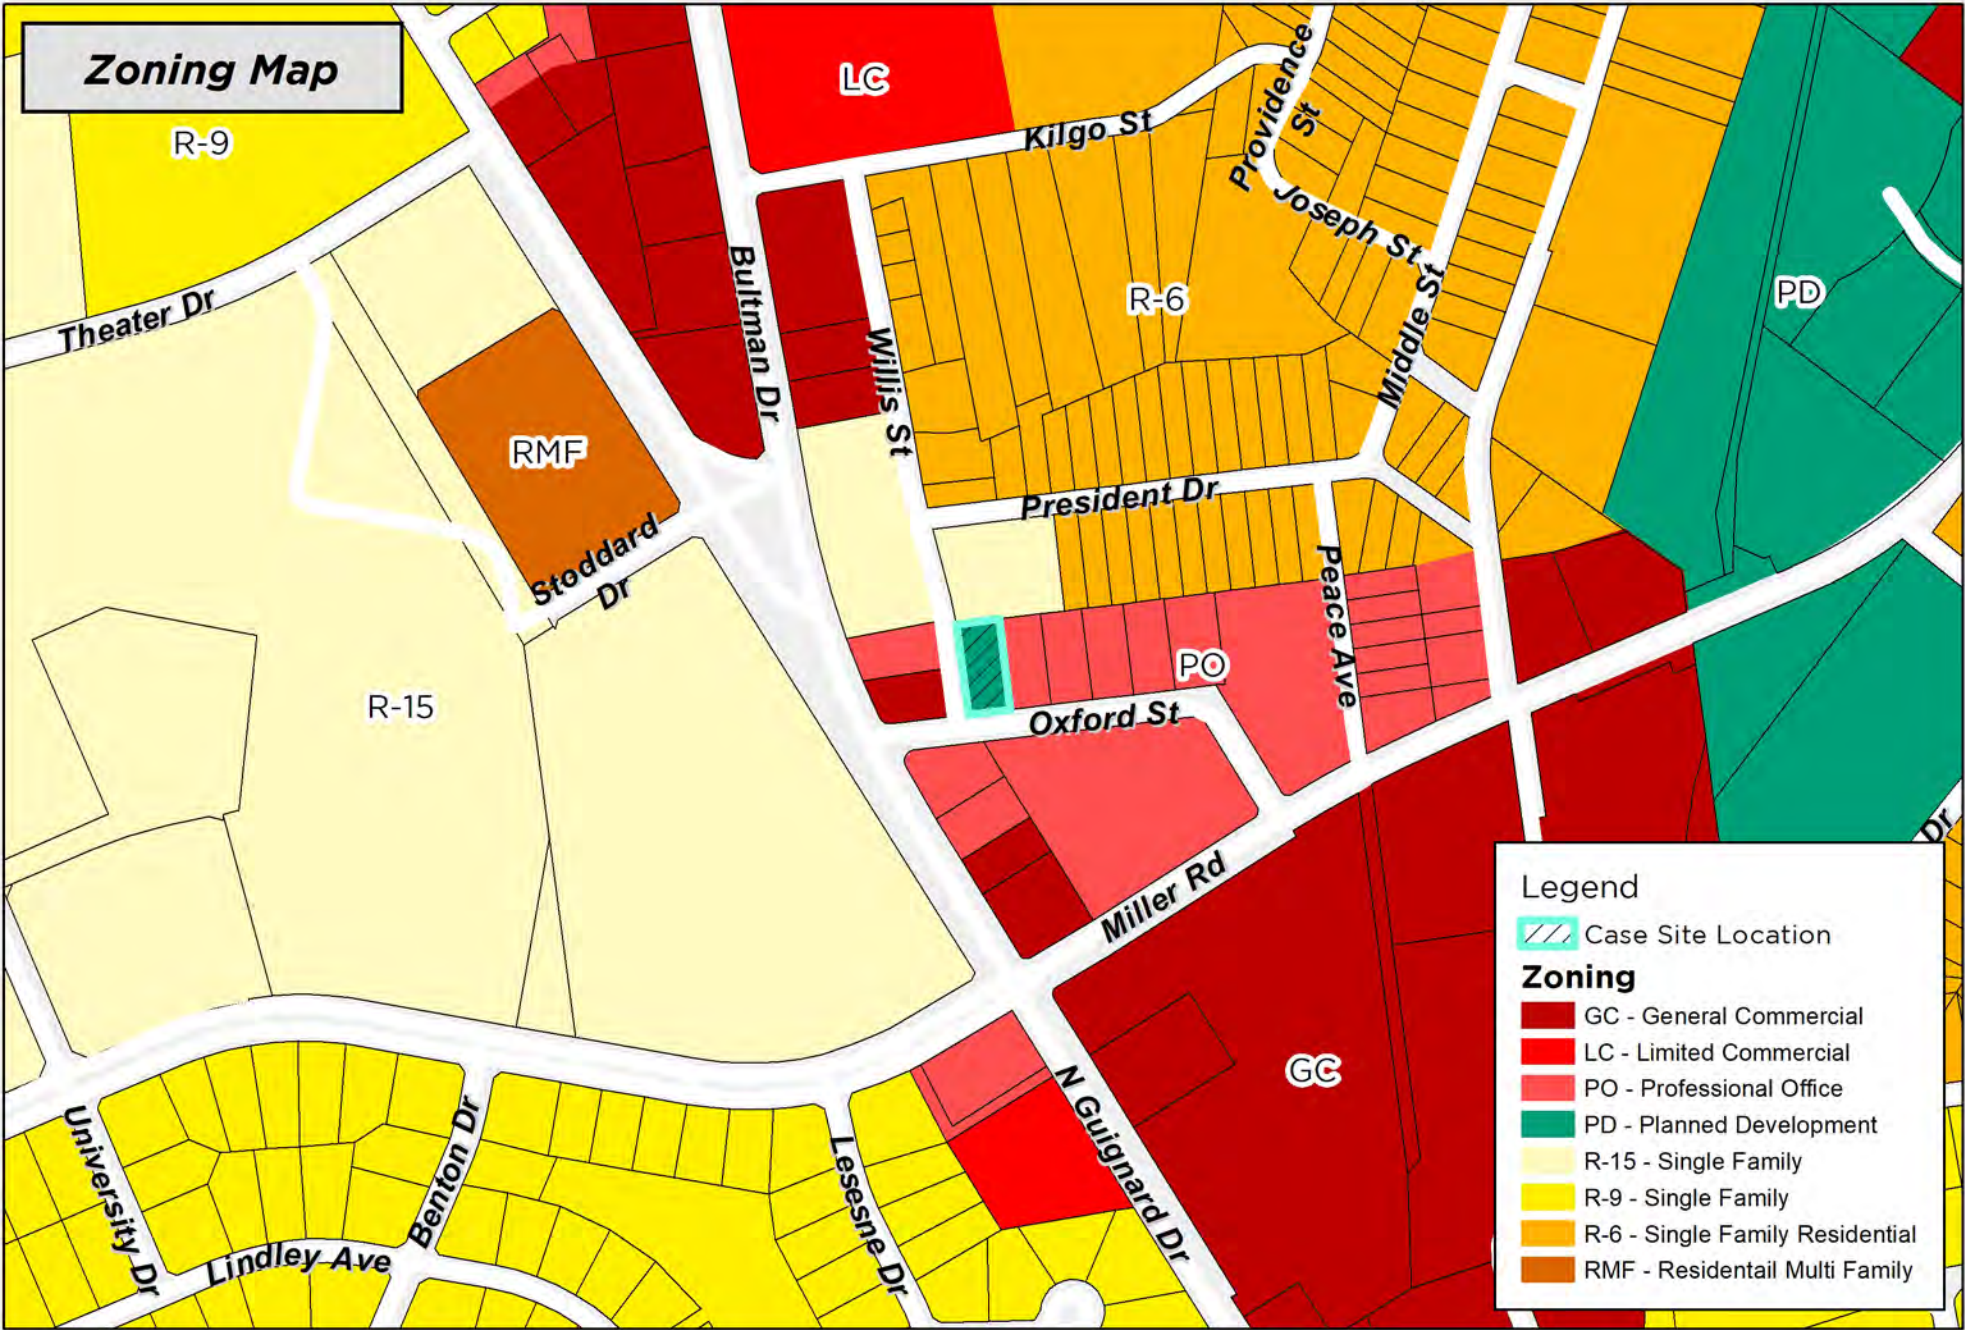 Zoning Map
R-9
LC
Kilgo St
Providence
St
Joseph St
Theater Dr
Bultman Dr
R-6
PD
Middle St
Willis St
RMF
President Dr
Stoddard
Dr
Peace Ave
PO
R-15
Oxford St
Miller Rd
Dr
GC
N Guignard Dr
University Dr
Benton Dr
Lesesne Dr
Lindley Ave
Legend
Case Site Location
Zoning
GC - General Commercial
LC - Limited Commercial
PO - Professional Office
PD - Planned Development
R-15 - Single Family
R-9 - Single Family
R-6 - Single Family Residential
RMF - Residentail Multi Family